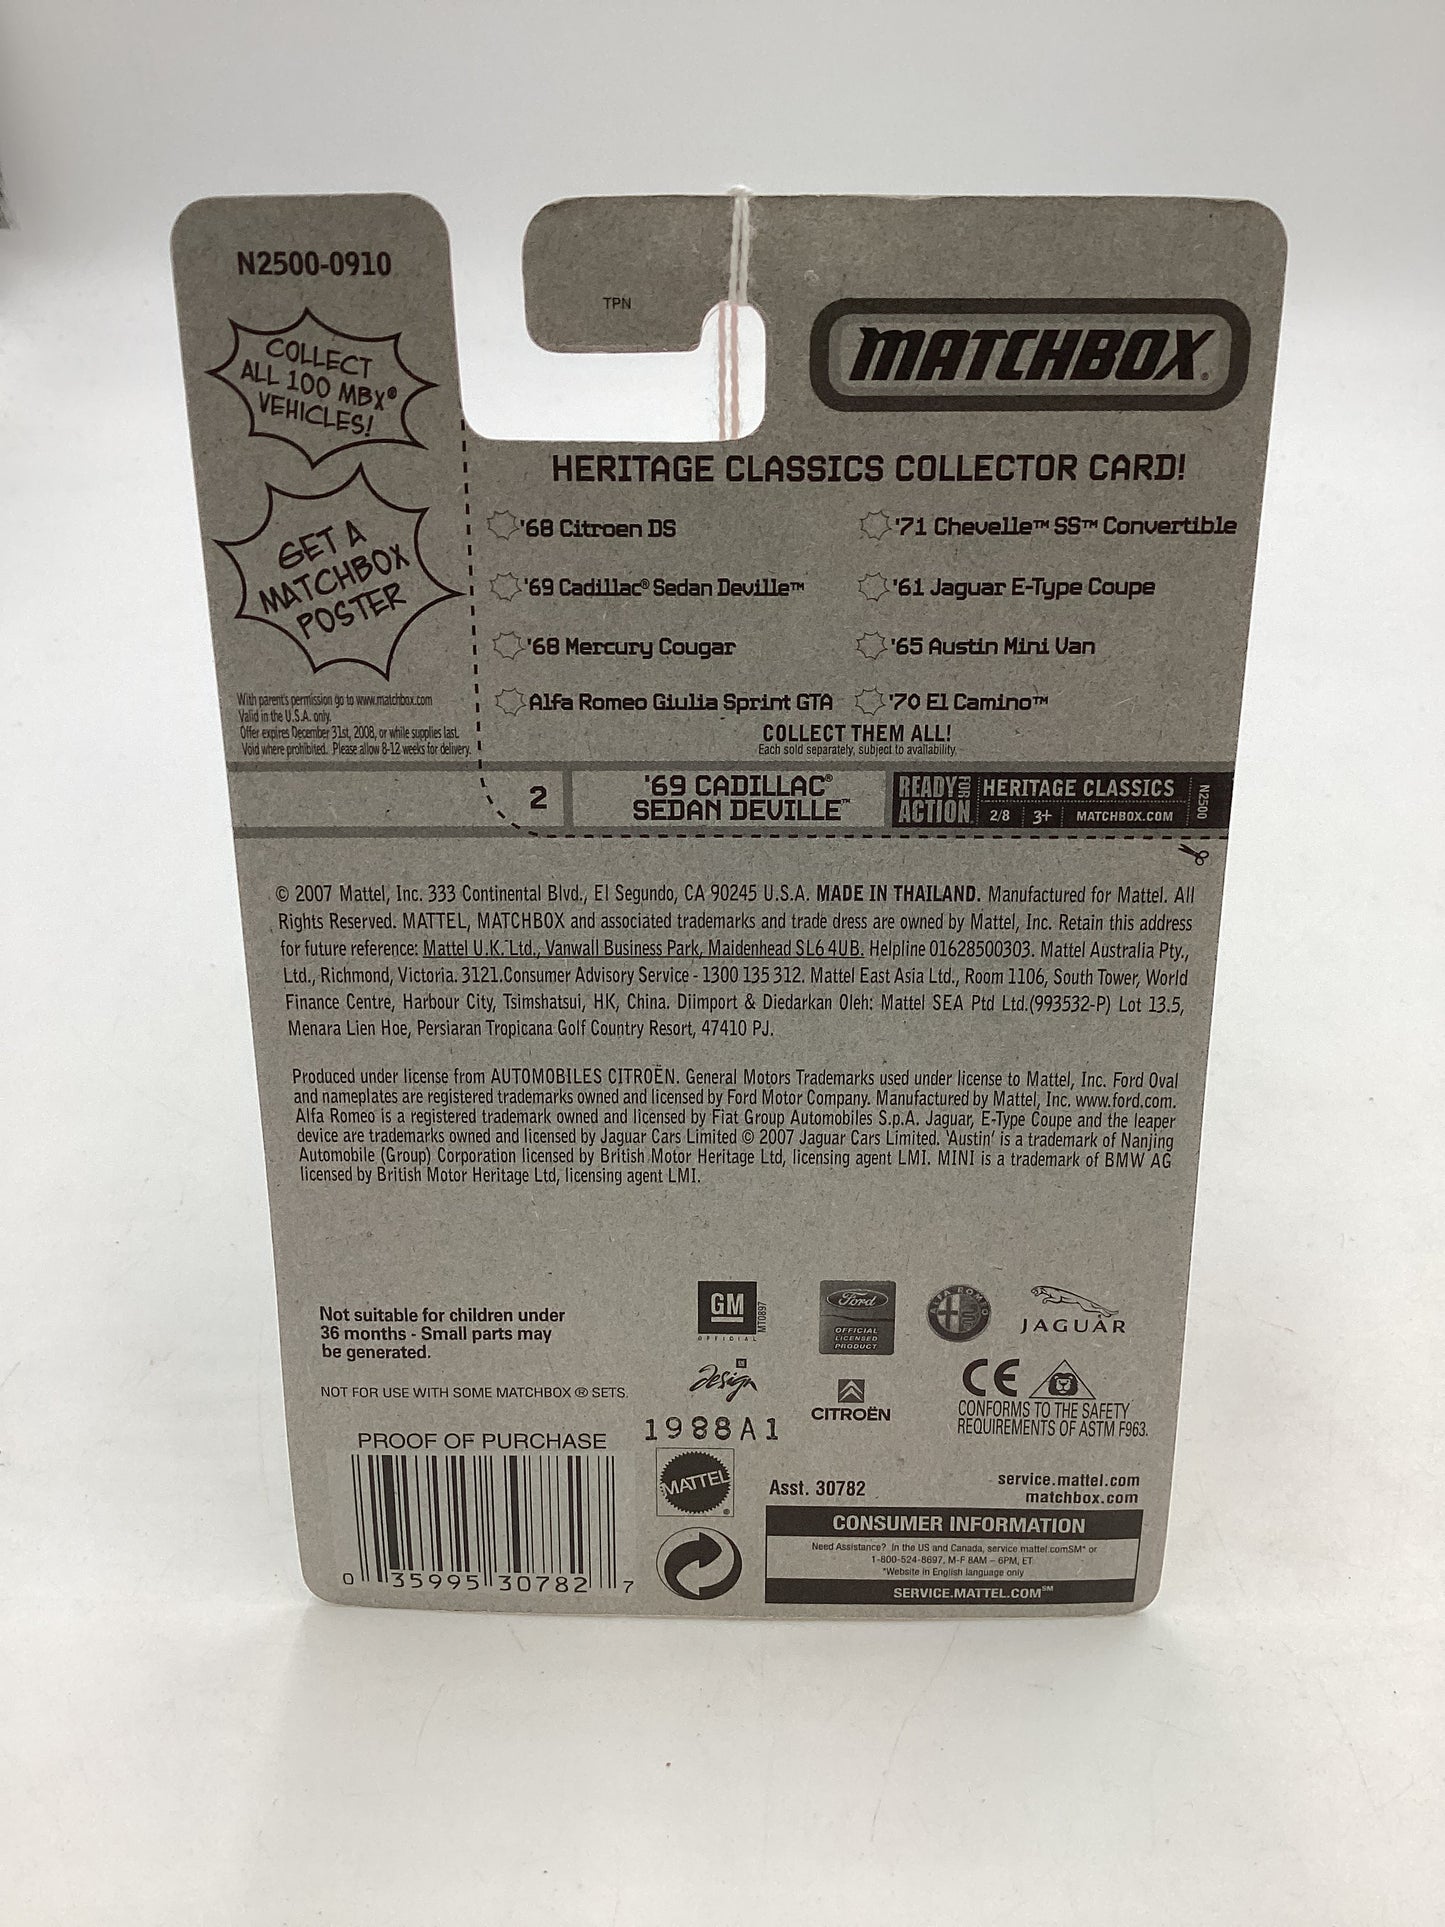 N2500-0910
COLLECT
ALL 100 MBX®
VEHICLES!
GET A
MATCHBOX
POSTER
With parent's permission go to www.matchbox.com
Valid in the U.S.A. only.
Offer expires December 31st, 2008, or while supplies last.
Void where prohibited. Please allow 8-12 weeks for delivery.
TPN
MATCHBOX®
HERITAGE CLASSICS COLLECTOR CARD!
'68 Citroen DS
'71 Chevelle™ SS™ Convertible
'69 Cadillac® Sedan Deville™
'61 Jaguar E-Type Coupe
'68 Mercury Cougar
'65 Austin Mini Van
Alfa Romeo Giulia Sprint GTA
'70 El Camino™
COLLECT THEM ALL!
Each sold separately, subject to availability.
2
'69 CADILLAC®
SEDAN DEVILLE™
READY FOR ACTION
HERITAGE CLASSICS
2/8 3+ MATCHBOX.COM
N2500
© 2007 Mattel, Inc. 333 Continental Blvd., El Segundo, CA 90245 U.S.A. MADE IN THAILAND. Manufactured for Mattel. All
Rights Reserved. MATTEL, MATCHBOX and associated trademarks and trade dress are owned by Mattel, Inc. Retain this address
for future reference: Mattel U.K. Ltd., Vanwall Business Park, Maidenhead SL6 4UB. Helpline 01628500303. Mattel Australia Pty.,
Ltd., Richmond, Victoria. 3121.Consumer Advisory Service - 1300 135 312. Mattel East Asia Ltd., Room 1106, South Tower, World
Finance Centre, Harbour City, Tsimshatsui, HK, China. Diimport & Diedarkan Oleh: Mattel SEA Ptd Ltd.(993532-P) Lot 13.5,
Menara Lien Hoe, Persiaran Tropicana Golf Country Resort, 47410 PJ.
Produced under license from AUTOMOBILES CITROËN. General Motors Trademarks used under license to Mattel, Inc. Ford Oval
and nameplates are registered trademarks owned and licensed by Ford Motor Company. Manufactured by Mattel, Inc. www.ford.com.
Alfa Romeo is a registered trademark owned and licensed by Fiat Group Automobiles S.p.A. Jaguar, E-Type Coupe and the leaper
device are trademarks owned and licensed by Jaguar Cars Limited © 2007 Jaguar Cars Limited. 'Austin' is a trademark of Nanjing
Automobile (Group) Corporation licensed by British Motor Heritage Ltd, licensing agent LMI. MINI is a trademark of BMW AG
licensed by British Motor Heritage Ltd, licensing agent LMI.
Not suitable for children under
36 months - Small parts may
be generated.
NOT FOR USE WITH SOME MATCHBOX ® SETS.
GM
OFFICIAL
MT0897
Ford
OFFICIAL
LICENSED
PRODUCT
ALFA ROMEO
JAGUAR
GM
design
CITROËN
CE
CONFORMS TO THE SAFETY
REQUIREMENTS OF ASTM F963.
1988A1
PROOF OF PURCHASE
0 35995 30782 7
MATTEL®
Asst. 30782
service.mattel.com
matchbox.com
CONSUMER INFORMATION
Need Assistance? In the US and Canada, service.mattel.comSM* or
1-800-524-8697, M-F 8AM – 6PM, ET
*Website in English language only
SERVICE.MATTEL.COM℠